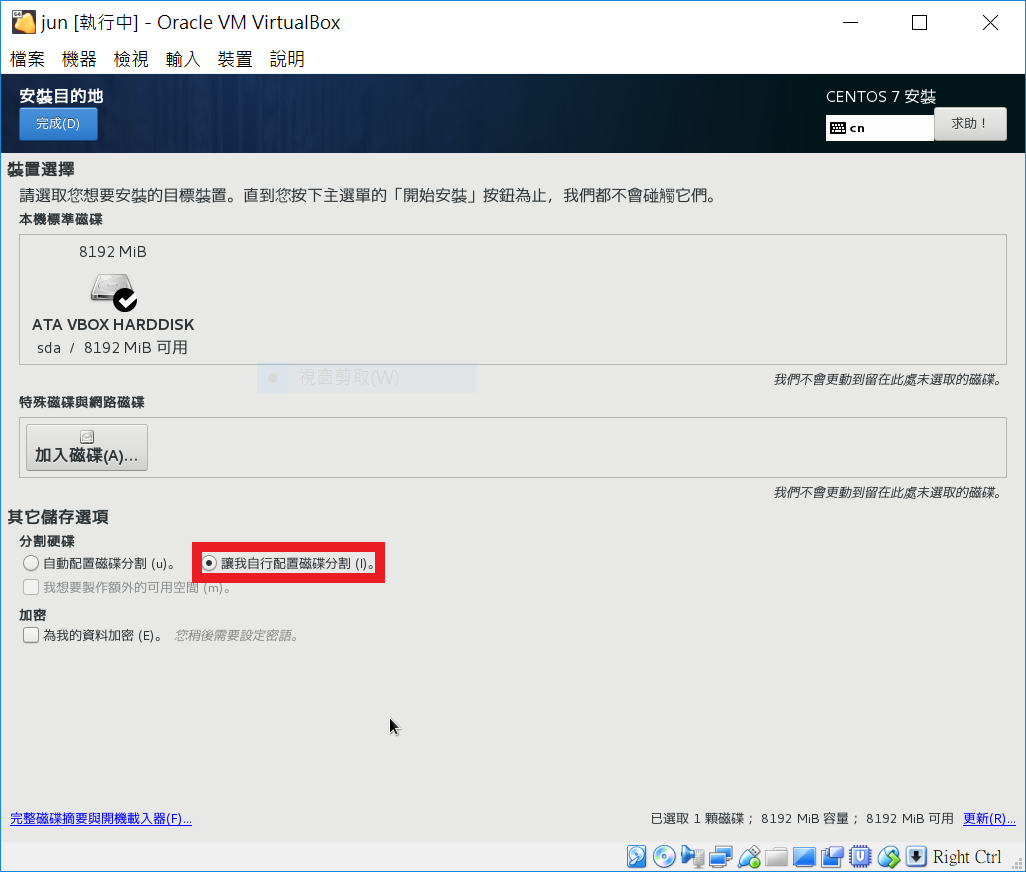 jun [執行中] - Oracle VM VirtualBox
檔案 機器 檢視 輸入 裝置 說明
安裝目的地
CENTOS 7 安裝
完成(D)
cn
求助！
裝置選擇
請選取您想要安裝的目標裝置。直到您按下主選單的「開始安裝」按鈕為止，我們都不會碰觸它們。
本機標準磁碟
8192 MiB
ATA VBOX HARDDISK
sda / 8192 MiB 可用
視窗剪取(W)
我們不會更動到留在此處未選取的磁碟。
特殊磁碟與網路磁碟
加入磁碟(A)...
我們不會更動到留在此處未選取的磁碟。
其它儲存選項
分割硬碟
自動配置磁碟分割 (u)。 讓我自行配置磁碟分割 (I)。
我想要製作額外的可用空間 (m)。
加密
為我的資料加密 (E)。 您稍後需要設定密語。
完整磁碟摘要與開機載入器(F)... 已選取 1 顆磁碟； 8192 MiB 容量； 8192 MiB 可用 更新(R)...
Right Ctrl